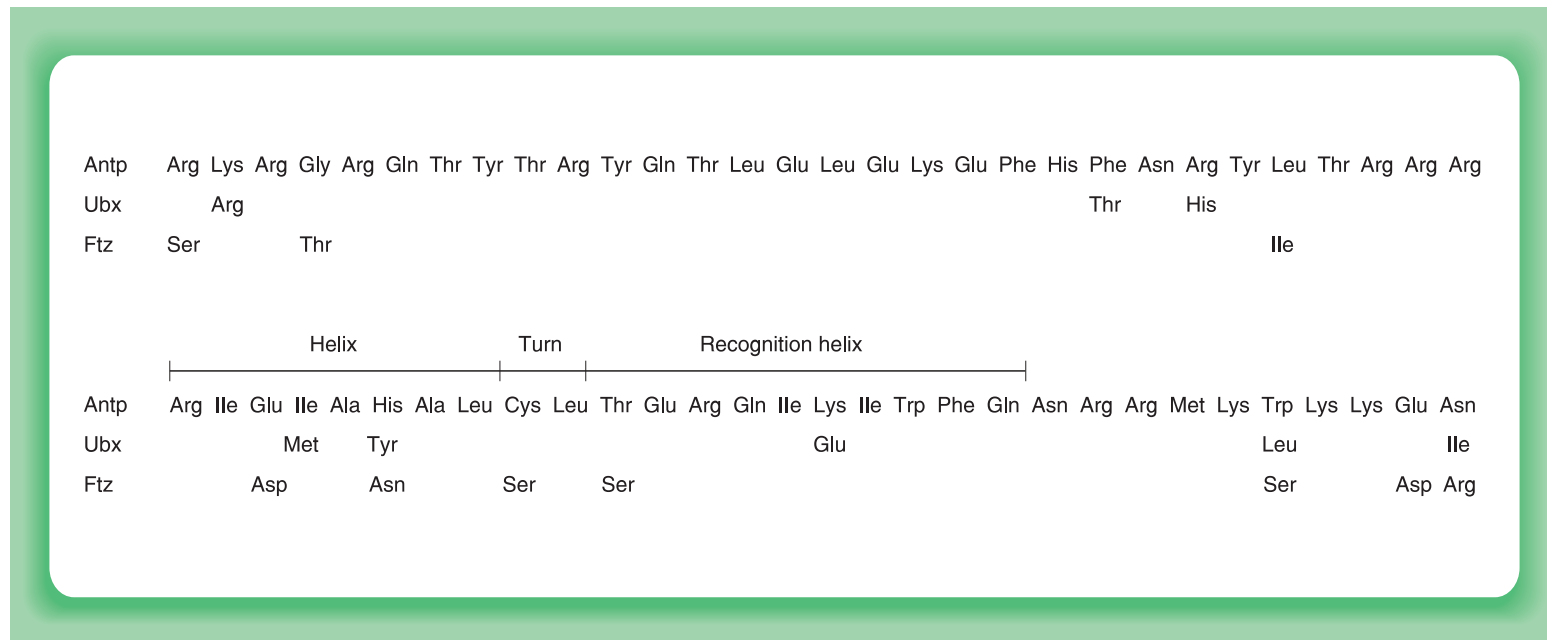 Antp Arg Lys Arg Gly Arg Gln Thr Tyr Thr Arg Tyr Gln Thr Leu Glu Leu Glu Lys Glu Phe His Phe Asn Arg Tyr Leu Thr Arg Arg Arg
Ubx Arg Thr His
Ftz Ser Thr Ile
Helix Turn Recognition helix
Antp Arg Ile Glu Ile Ala His Ala Leu Cys Leu Thr Glu Arg Gln Ile Lys Ile Trp Phe Gln Asn Arg Arg Met Lys Trp Lys Lys Glu Asn
Ubx Met Tyr Glu Leu Ile
Ftz Asp Asn Ser Ser Ser Asp Arg